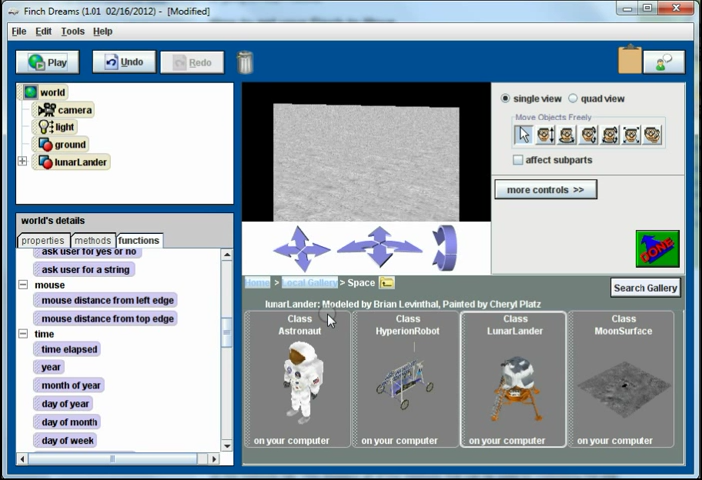 Finch Dreams (1.01 02/16/2012) - [Modified]
File Edit Tools Help
Play Undo Redo
world
camera
light
ground
lunarLander
single view quad view
Move Objects Freely
affect subparts
more controls >>
DONE
world's details
properties methods functions
ask user for yes or no
ask user for a string
mouse
mouse distance from left edge
mouse distance from top edge
time
time elapsed
year
month of year
day of year
day of month
day of week
Home > Local Gallery > Space
Search Gallery
lunarLander: Modeled by Brian Levinthal, Painted by Cheryl Platz
Class
Astronaut
on your computer
Class
HyperionRobot
on your computer
Class
LunarLander
on your computer
Class
MoonSurface
on your computer